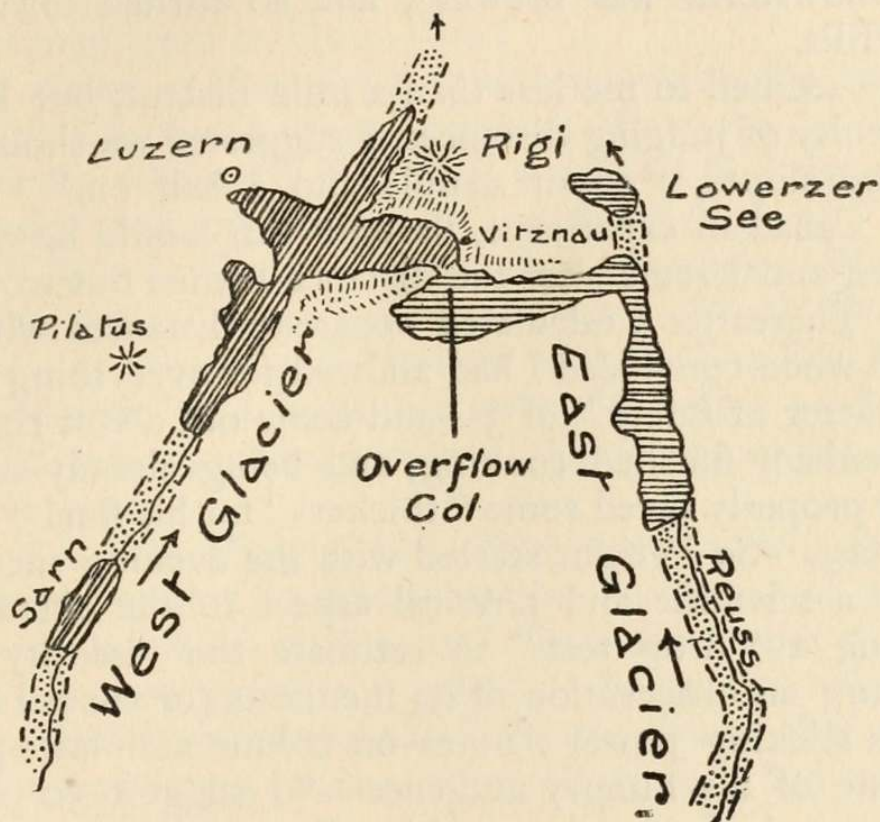 Luzern
Rigi
Lowerzer
See
Vitznau
Pilatus
West Glacier
East Glacier
Overflow
Col
Sarn
Reuss